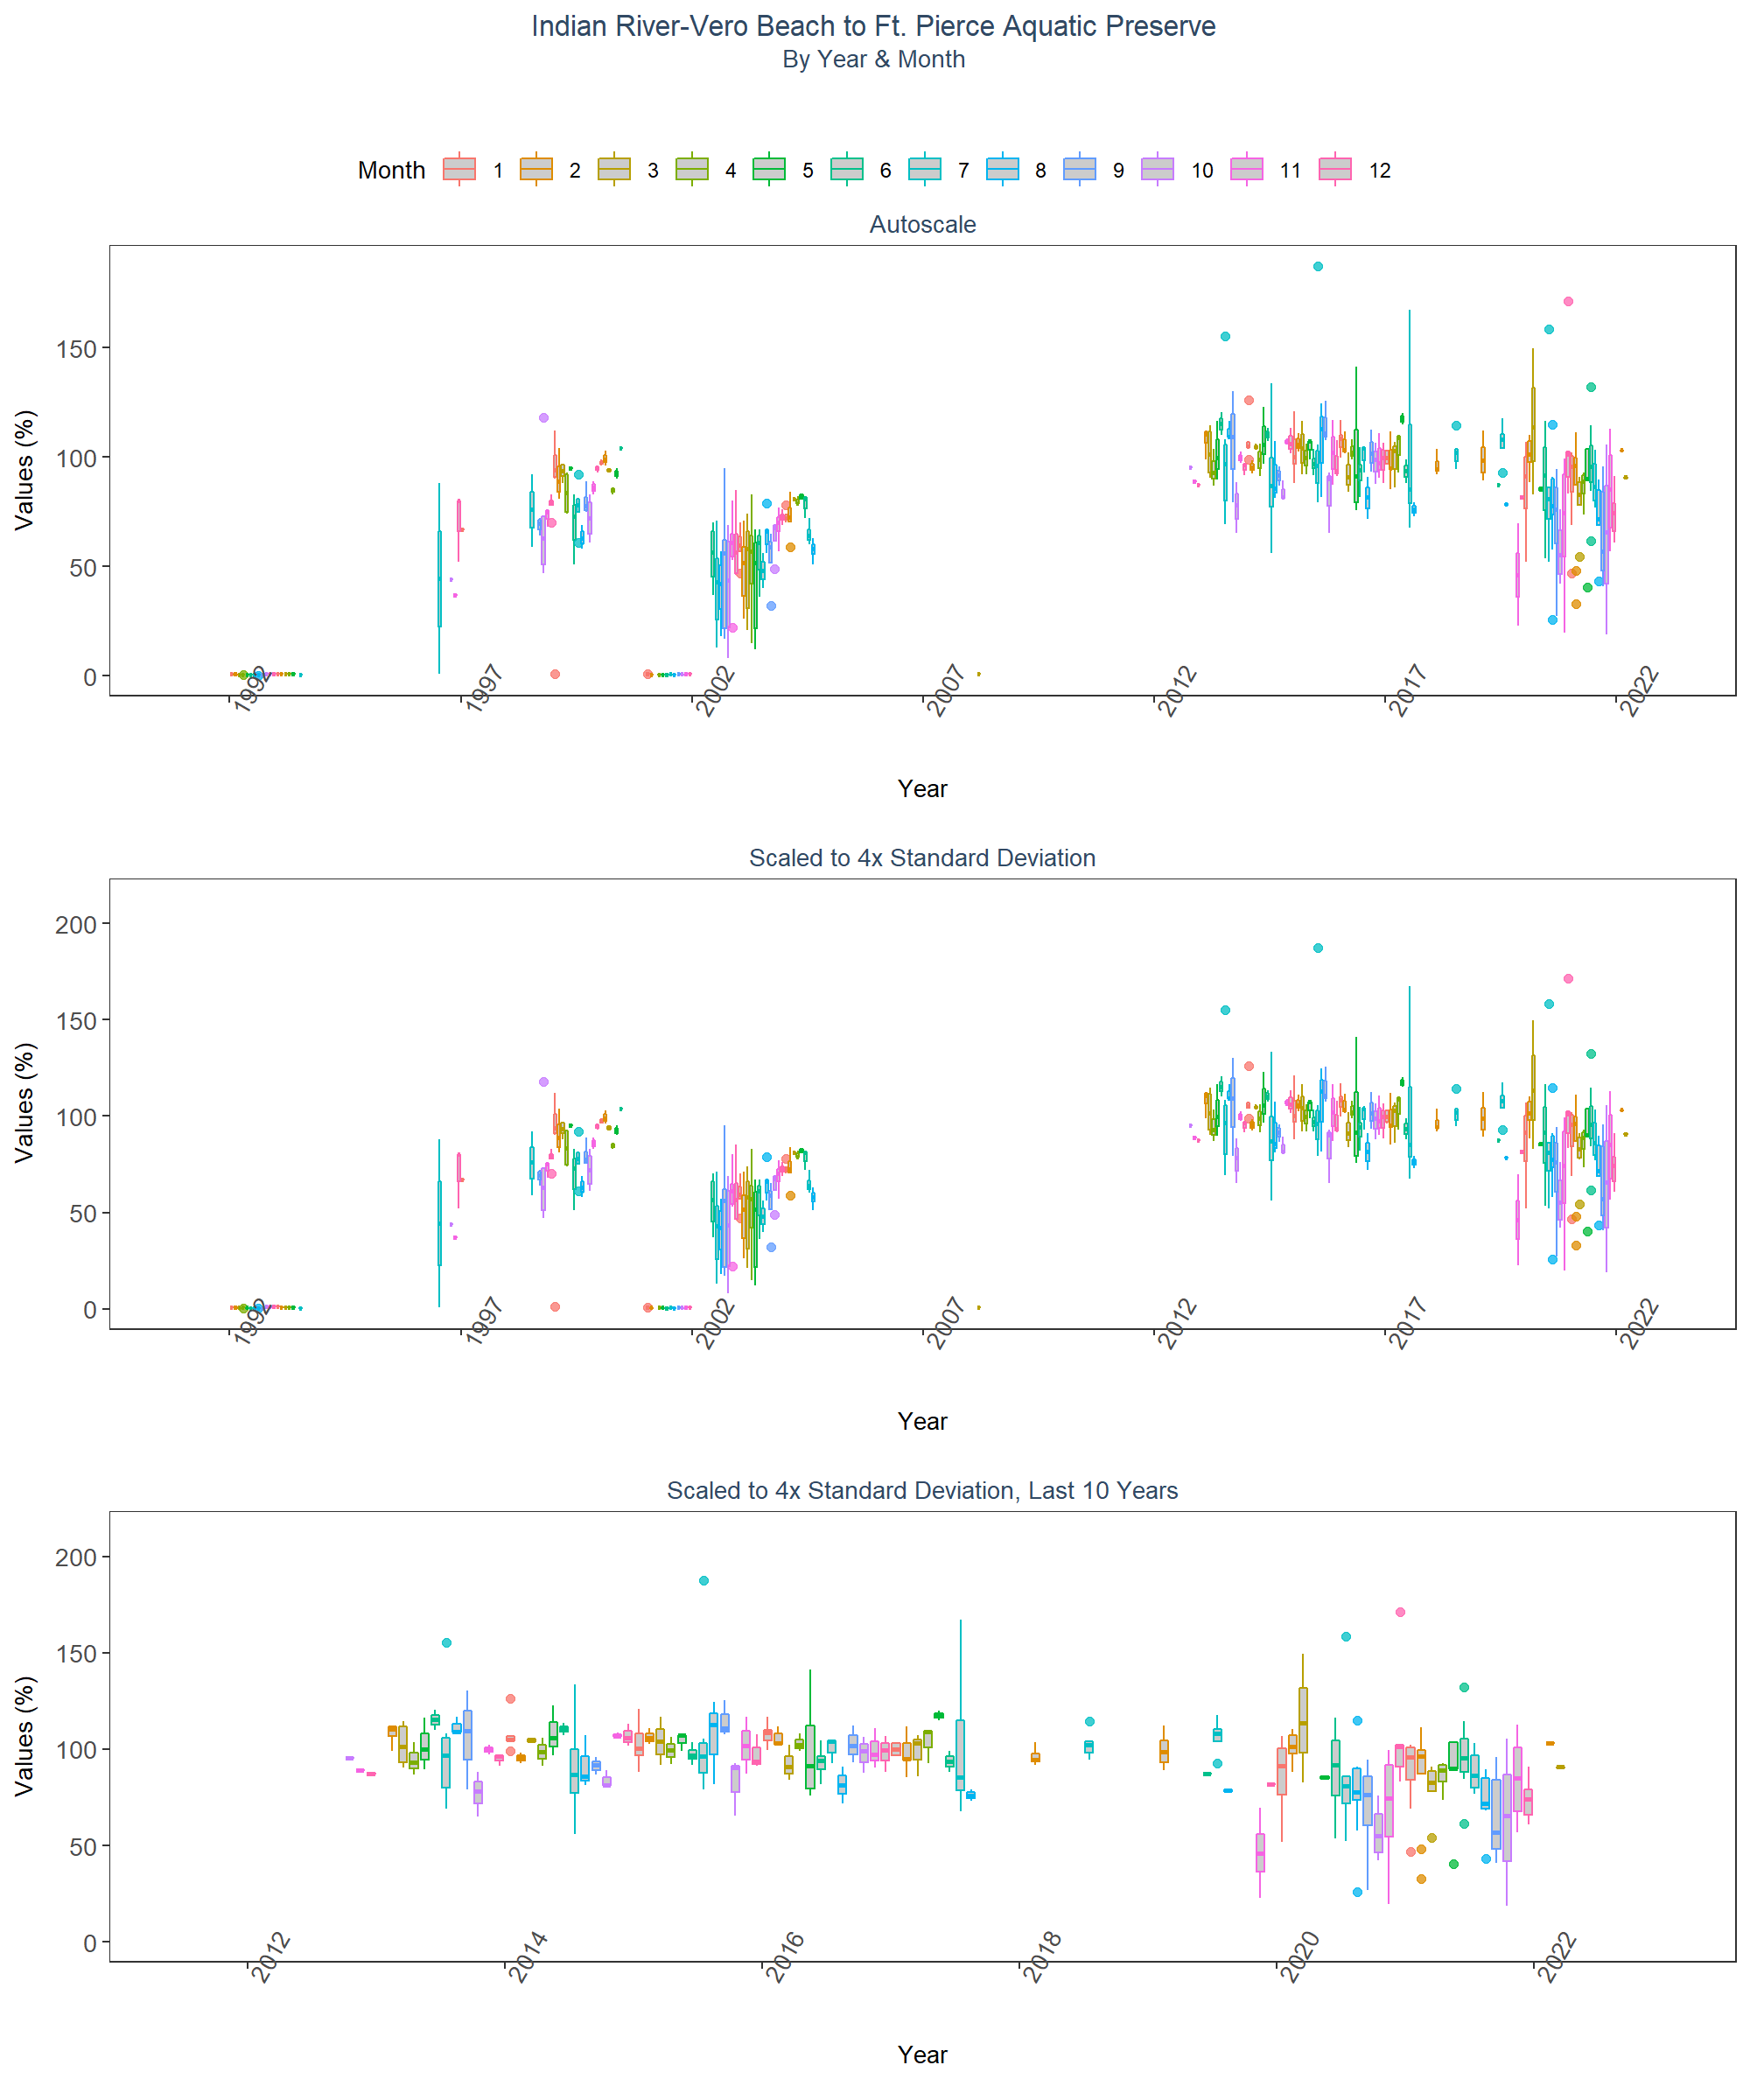 Indian River-Vero Beach to Ft. Pierce Aquatic Preserve
By Year & Month
Month 1 2 3 4 5 6 7 8 9 10 11 12
Autoscale
Values (%)
150
100
50
0
1992 1997 2002 2007 2012 2017 2022
Year
Scaled to 4x Standard Deviation
Values (%)
200
150
100
50
0
1992 1997 2002 2007 2012 2017 2022
Year
Scaled to 4x Standard Deviation, Last 10 Years
Values (%)
200
150
100
50
0
2012 2014 2016 2018 2020 2022
Year